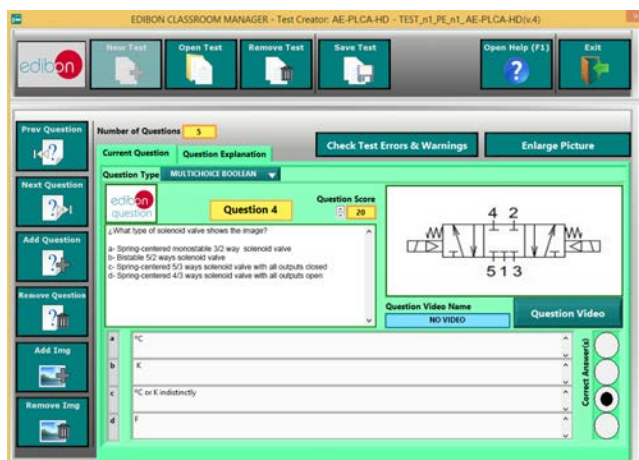 EDIBON CLASSROOM MANAGER - Test Creator: AE-PLCA-HD - TEST_n1_PE_n1_AE-PLCA-HD(v.4)
edibon
New Test
Open Test
Remove Test
Save Test
Open Help (F1)
Exit
Prev Question
Next Question
Add Question
Remove Question
Add Img
Remove Img
Number of Questions 5
Check Test Errors & Warnings
Enlarge Picture
Current Question
Question Explanation
Question Type MULTICHOICE BOOLEAN
edibon
question
Question 4
Question Score
20
¿What type of solenoid valve shows the image?
a- Spring-centered monostable 3/2 way solenoid valve
b- Bistable 5/2 ways solenoid valve
c- Spring-centered 5/3 ways solenoid valve with all outputs closed
d- Spring-centered 4/3 ways solenoid valve with all outputs open
4 2
5 1 3
Question Video Name
NO VIDEO
Question Video
a ºC
b K
c ºC or K indistinctly
d F
Correct Answer(s)